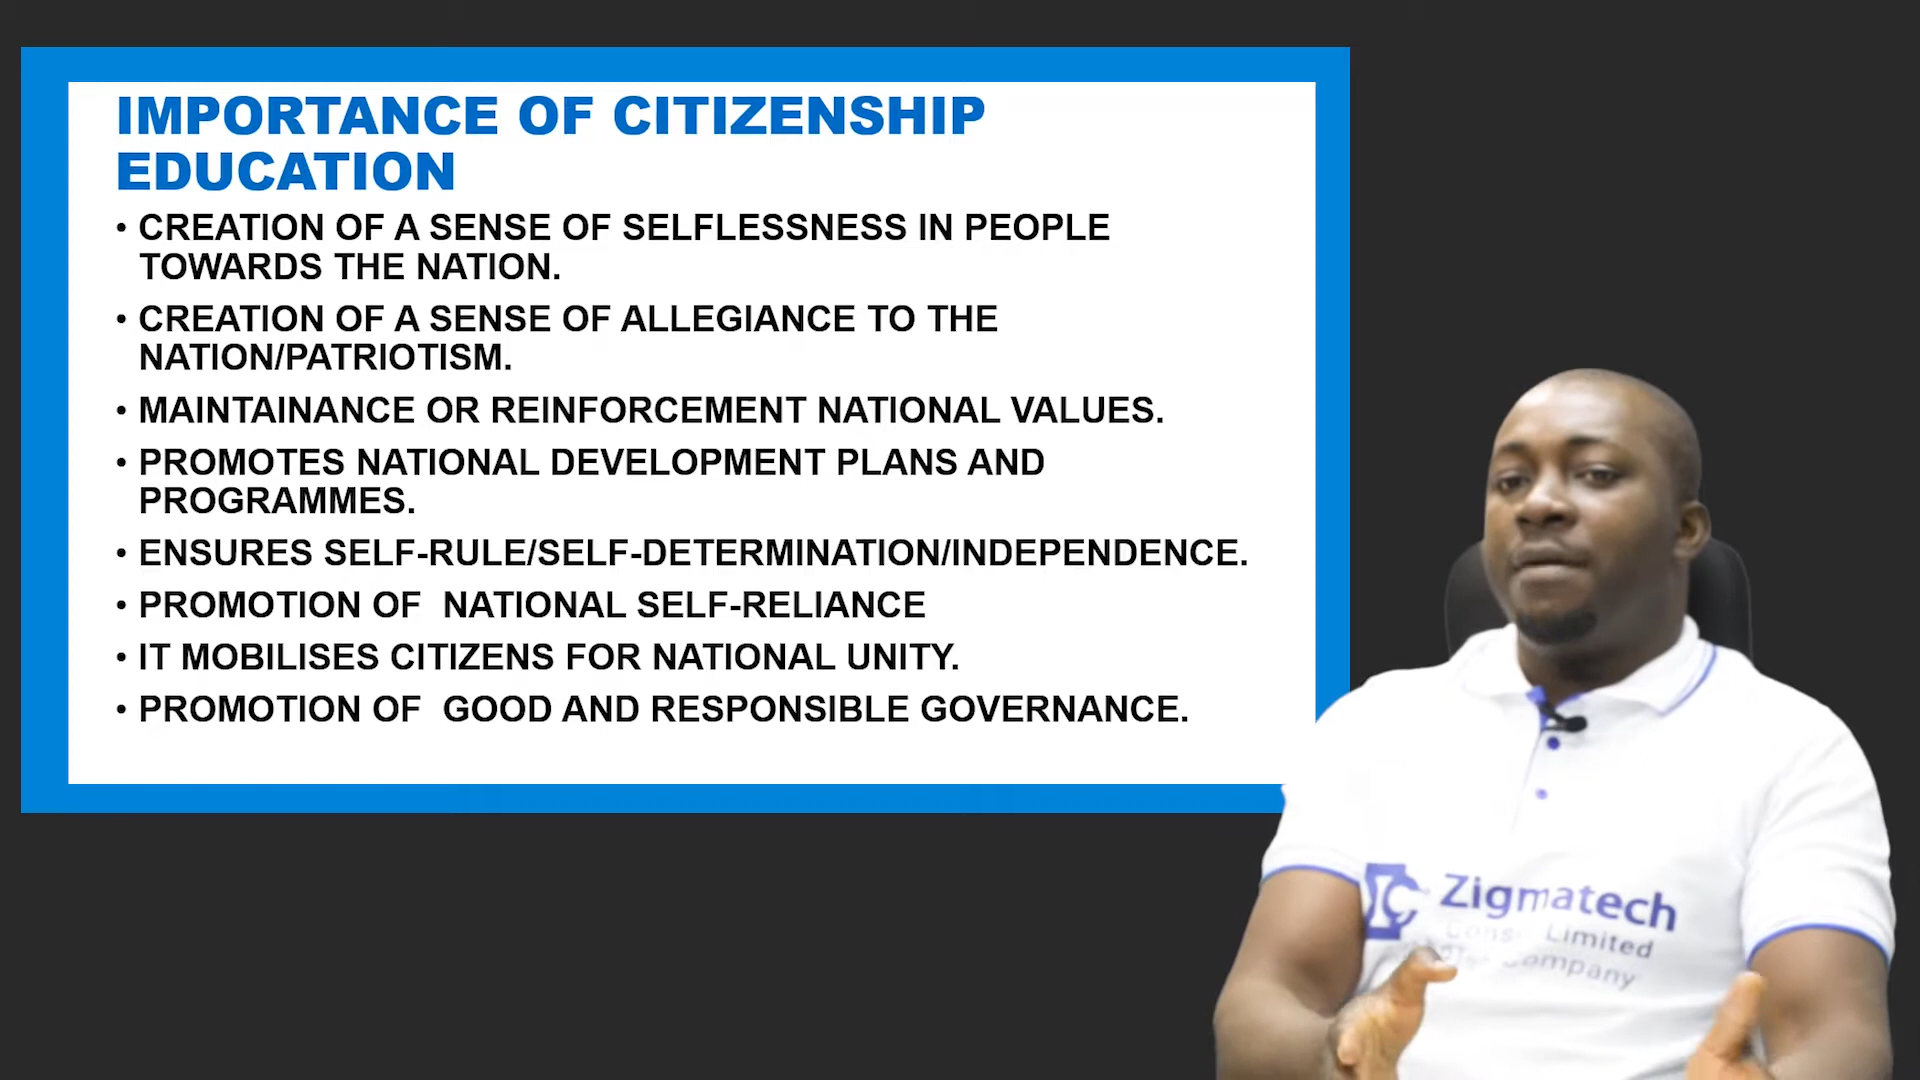 IMPORTANCE OF CITIZENSHIP
EDUCATION
• CREATION OF A SENSE OF SELFLESSNESS IN PEOPLE
TOWARDS THE NATION.
• CREATION OF A SENSE OF ALLEGIANCE TO THE
NATION/PATRIOTISM.
• MAINTAINANCE OR REINFORCEMENT NATIONAL VALUES.
• PROMOTES NATIONAL DEVELOPMENT PLANS AND
PROGRAMMES.
• ENSURES SELF-RULE/SELF-DETERMINATION/INDEPENDENCE.
• PROMOTION OF  NATIONAL SELF-RELIANCE
• IT MOBILISES CITIZENS FOR NATIONAL UNITY.
• PROMOTION OF  GOOD AND RESPONSIBLE GOVERNANCE.
Zigmatech
Limited
Company